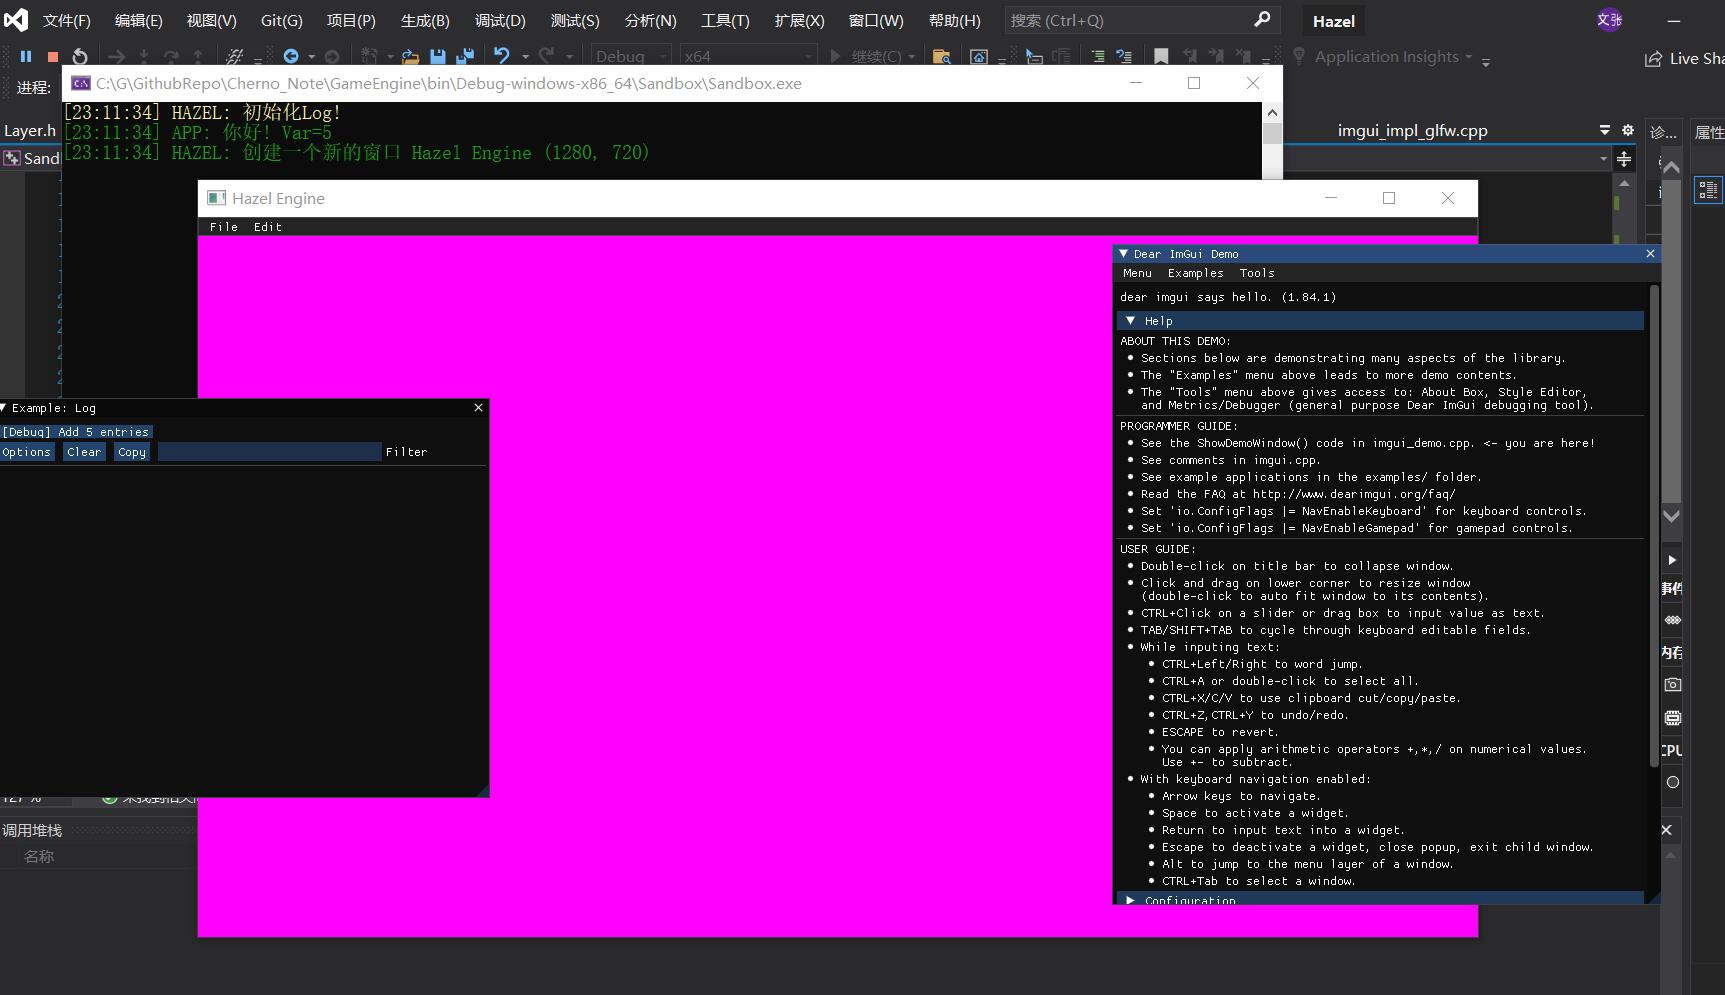 文件(F) 编辑(E) 视图(V) Git(G) 项目(P) 生成(B) 调试(D) 测试(S) 分析(N) 工具(T) 扩展(X) 窗口(W) 帮助(H) 搜索 (Ctrl+Q) Hazel 文张
Debug x64 继续(C) Application Insights Live Sha
进程:
C:\G\GithubRepo\Cherno_Note\GameEngine\bin\Debug-windows-x86_64\Sandbox\Sandbox.exe
[23:11:34] HAZEL: 初始化Log!
[23:11:34] APP: 你好! Var=5
[23:11:34] HAZEL: 创建一个新的窗口 Hazel Engine (1280, 720)
Layer.h
imgui_impl_glfw.cpp
诊...
属性
Sand
Hazel Engine
File Edit
Dear ImGui Demo
Menu Examples Tools
dear imgui says hello. (1.84.1)
Help
ABOUT THIS DEMO:
Sections below are demonstrating many aspects of the library.
The "Examples" menu above leads to more demo contents.
The "Tools" menu above gives access to: About Box, Style Editor,
and Metrics/Debugger (general purpose Dear ImGui debugging tool).
PROGRAMMER GUIDE:
See the ShowDemoWindow() code in imgui_demo.cpp. <- you are here!
See comments in imgui.cpp.
See example applications in the examples/ folder.
Read the FAQ at http://www.dearimgui.org/faq/
Set 'io.ConfigFlags |= NavEnableKeyboard' for keyboard controls.
Set 'io.ConfigFlags |= NavEnableGamepad' for gamepad controls.
USER GUIDE:
Double-click on title bar to collapse window.
Click and drag on lower corner to resize window
(double-click to auto fit window to its contents).
CTRL+Click on a slider or drag box to input value as text.
TAB/SHIFT+TAB to cycle through keyboard editable fields.
While inputing text:
CTRL+Left/Right to word jump.
CTRL+A or double-click to select all.
CTRL+X/C/V to use clipboard cut/copy/paste.
CTRL+Z,CTRL+Y to undo/redo.
ESCAPE to revert.
You can apply arithmetic operators +,*,/ on numerical values.
Use +- to subtract.
With keyboard navigation enabled:
Arrow keys to navigate.
Space to activate a widget.
Return to input text into a widget.
Escape to deactivate a widget, close popup, exit child window.
Alt to jump to the menu layer of a window.
CTRL+Tab to select a window.
Configuration
Example: Log
[Debug] Add 5 entries
Options Clear Copy Filter
事件
内存
CPU
127 %
调用堆栈
名称